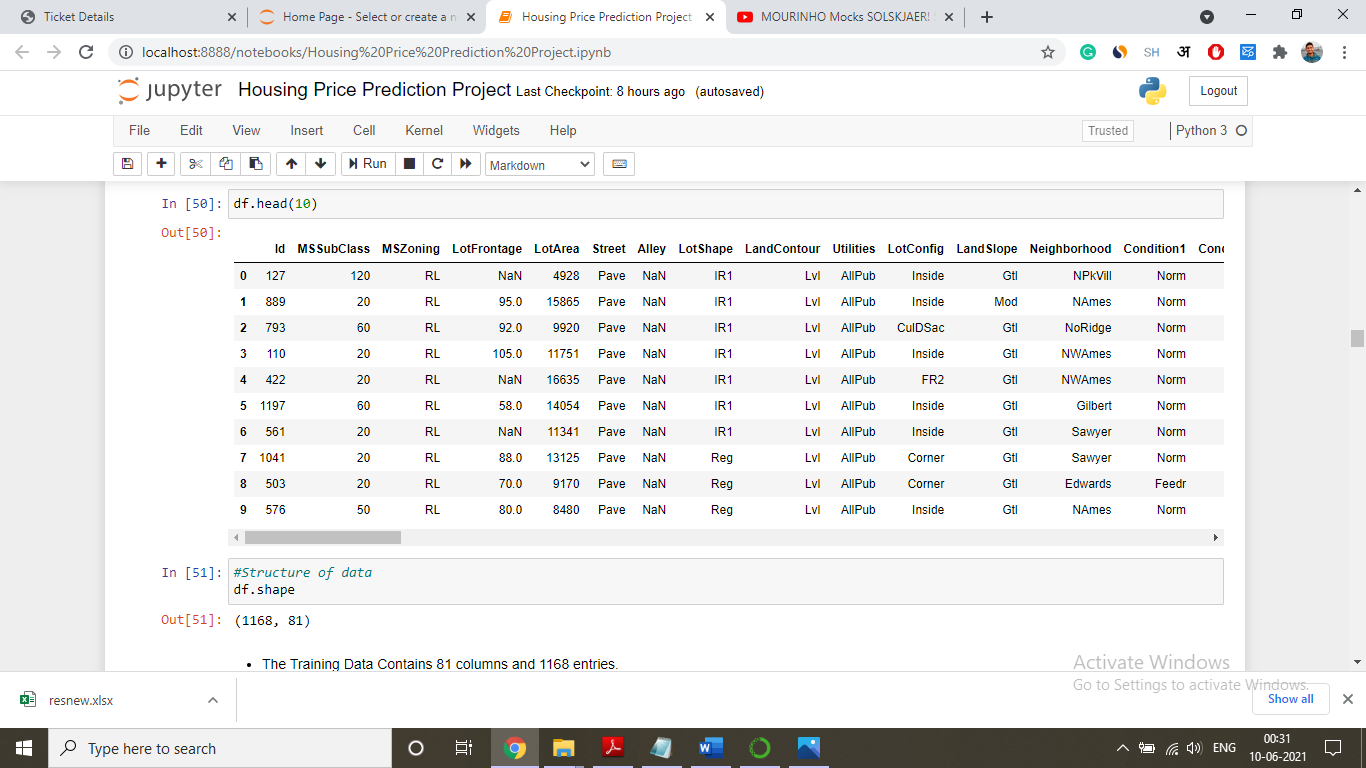 Ticket Details
Home Page - Select or create a n
Housing Price Prediction Project
MOURINHO Mocks SOLSKJAER!
localhost:8888/notebooks/Housing%20Price%20Prediction%20Project.ipynb
SH अ
jupyter Housing Price Prediction Project Last Checkpoint: 8 hours ago (autosaved)
Logout
File Edit View Insert Cell Kernel Widgets Help
Trusted Python 3
Run Markdown
In [50]: df.head(10)
Out[50]:
Id MSSubClass MSZoning LotFrontage LotArea Street Alley LotShape LandContour Utilities LotConfig LandSlope Neighborhood Condition1 Con
0 127 120 RL NaN 4928 Pave NaN IR1 Lvl AllPub Inside Gtl NPkVill Norm
1 889 20 RL 95.0 15865 Pave NaN IR1 Lvl AllPub Inside Mod NAmes Norm
2 793 60 RL 92.0 9920 Pave NaN IR1 Lvl AllPub CulDSac Gtl NoRidge Norm
3 110 20 RL 105.0 11751 Pave NaN IR1 Lvl AllPub Inside Gtl NWAmes Norm
4 422 20 RL NaN 16635 Pave NaN IR1 Lvl AllPub FR2 Gtl NWAmes Norm
5 1197 60 RL 58.0 14054 Pave NaN IR1 Lvl AllPub Inside Gtl Gilbert Norm
6 561 20 RL NaN 11341 Pave NaN IR1 Lvl AllPub Inside Gtl Sawyer Norm
7 1041 20 RL 88.0 13125 Pave NaN Reg Lvl AllPub Corner Gtl Sawyer Norm
8 503 20 RL 70.0 9170 Pave NaN Reg Lvl AllPub Corner Gtl Edwards Feedr
9 576 50 RL 80.0 8480 Pave NaN Reg Lvl AllPub Inside Gtl NAmes Norm
In [51]: #Structure of data
df.shape
Out[51]: (1168, 81)
• The Training Data Contains 81 columns and 1168 entries.
Activate Windows
Go to Settings to activate Windows.
resnew.xlsx
Show all
Type here to search
ENG
00:31
10-06-2021